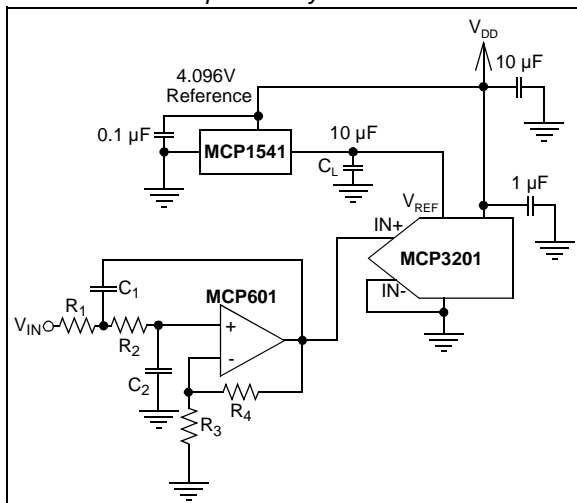 V_DD
10 µF
4.096V
Reference
0.1 µF
MCP1541
10 µF
C_L
1 µF
V_REF
IN+
MCP3201
IN-
C_1
MCP601
V_IN
R_1
R_2
+
-
C_2
R_4
R_3